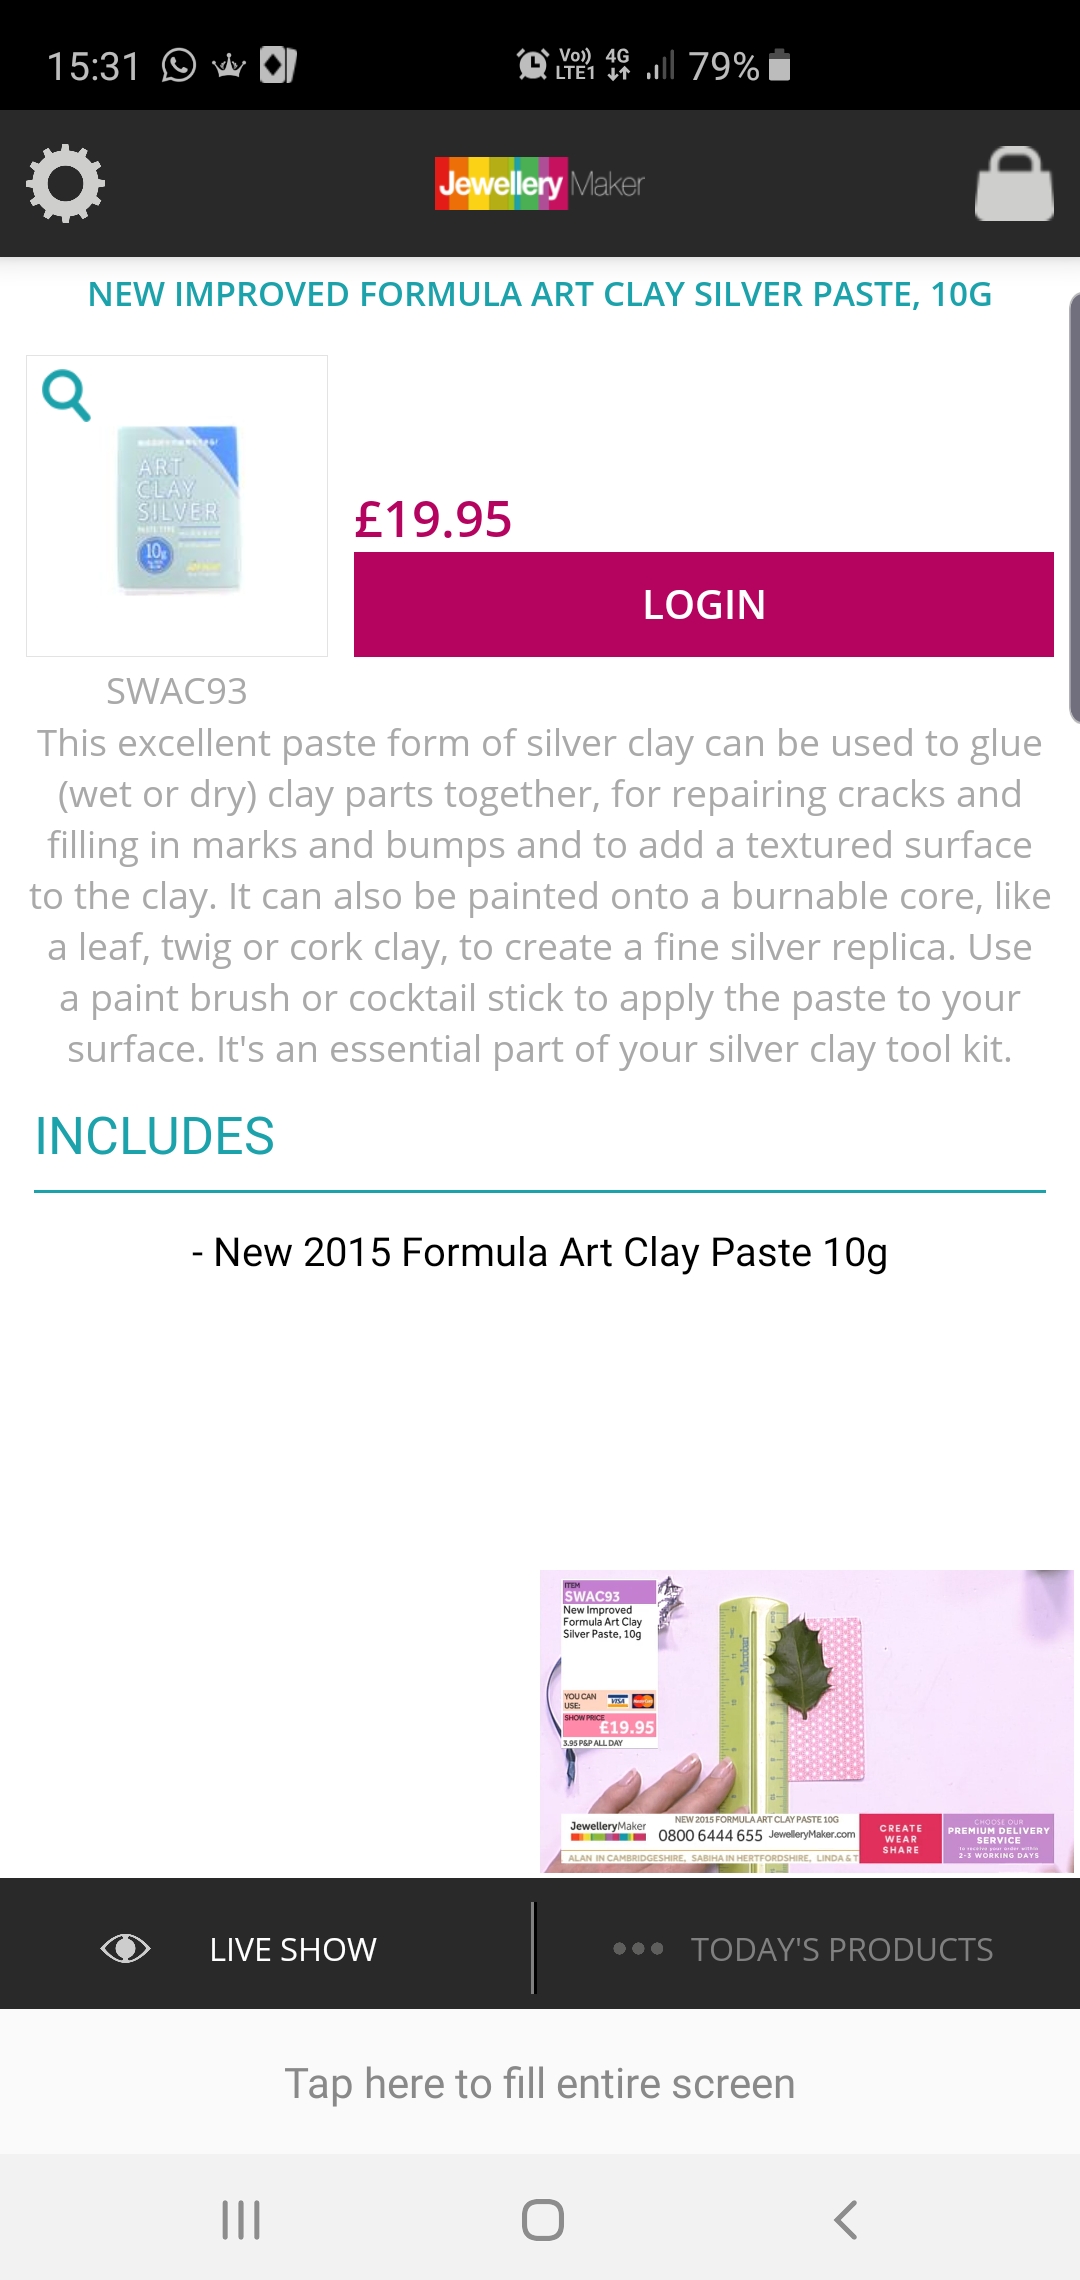 15:31
Vo)) LTE1 4G 79%
Jewellery Maker
NEW IMPROVED FORMULA ART CLAY SILVER PASTE, 10G
ART
CLAY
SILVER
10g
£19.95
LOGIN
SWAC93
This excellent paste form of silver clay can be used to glue
(wet or dry) clay parts together, for repairing cracks and
filling in marks and bumps and to add a textured surface
to the clay. It can also be painted onto a burnable core, like
a leaf, twig or cork clay, to create a fine silver replica. Use
a paint brush or cocktail stick to apply the paste to your
surface. It's an essential part of your silver clay tool kit.
INCLUDES
- New 2015 Formula Art Clay Paste 10g
ITEM
SWAC93
New Improved
Formula Art Clay
Silver Paste, 10g
YOU CAN
USE:
VISA
SHOW PRICE
£19.95
3.95 P&P ALL DAY
JewelleryMaker
NEW 2015 FORMULA ART CLAY PASTE 10G
0800 6444 655 JewelleryMaker.com
ALAN IN CAMBRIDGESHIRE, SABIHA IN HERTFORDSHIRE, LINDA & T
CREATE
WEAR
SHARE
CHOOSE OUR
PREMIUM DELIVERY
SERVICE
to receive your order within
2-3 WORKING DAYS
LIVE SHOW
TODAY'S PRODUCTS
Tap here to fill entire screen